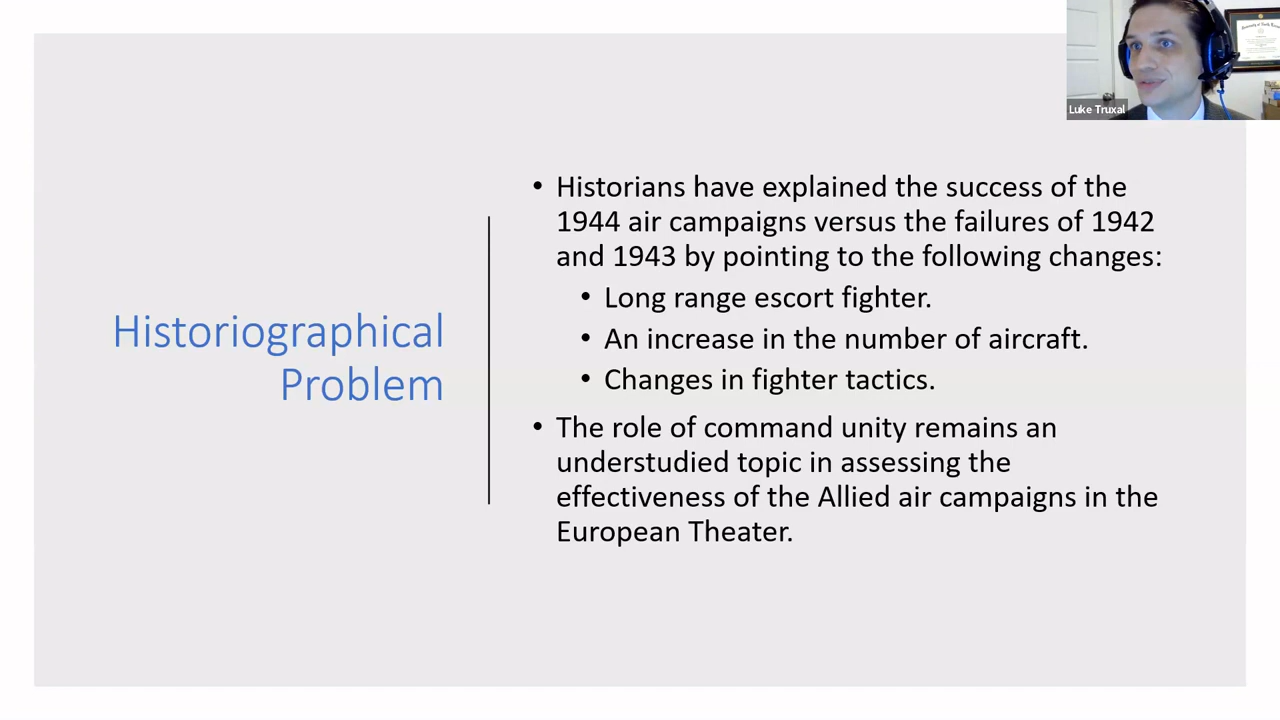 Luke Truxal
Historiographical
Problem
• Historians have explained the success of the
1944 air campaigns versus the failures of 1942
and 1943 by pointing to the following changes:
• Long range escort fighter.
• An increase in the number of aircraft.
• Changes in fighter tactics.
• The role of command unity remains an
understudied topic in assessing the
effectiveness of the Allied air campaigns in the
European Theater.